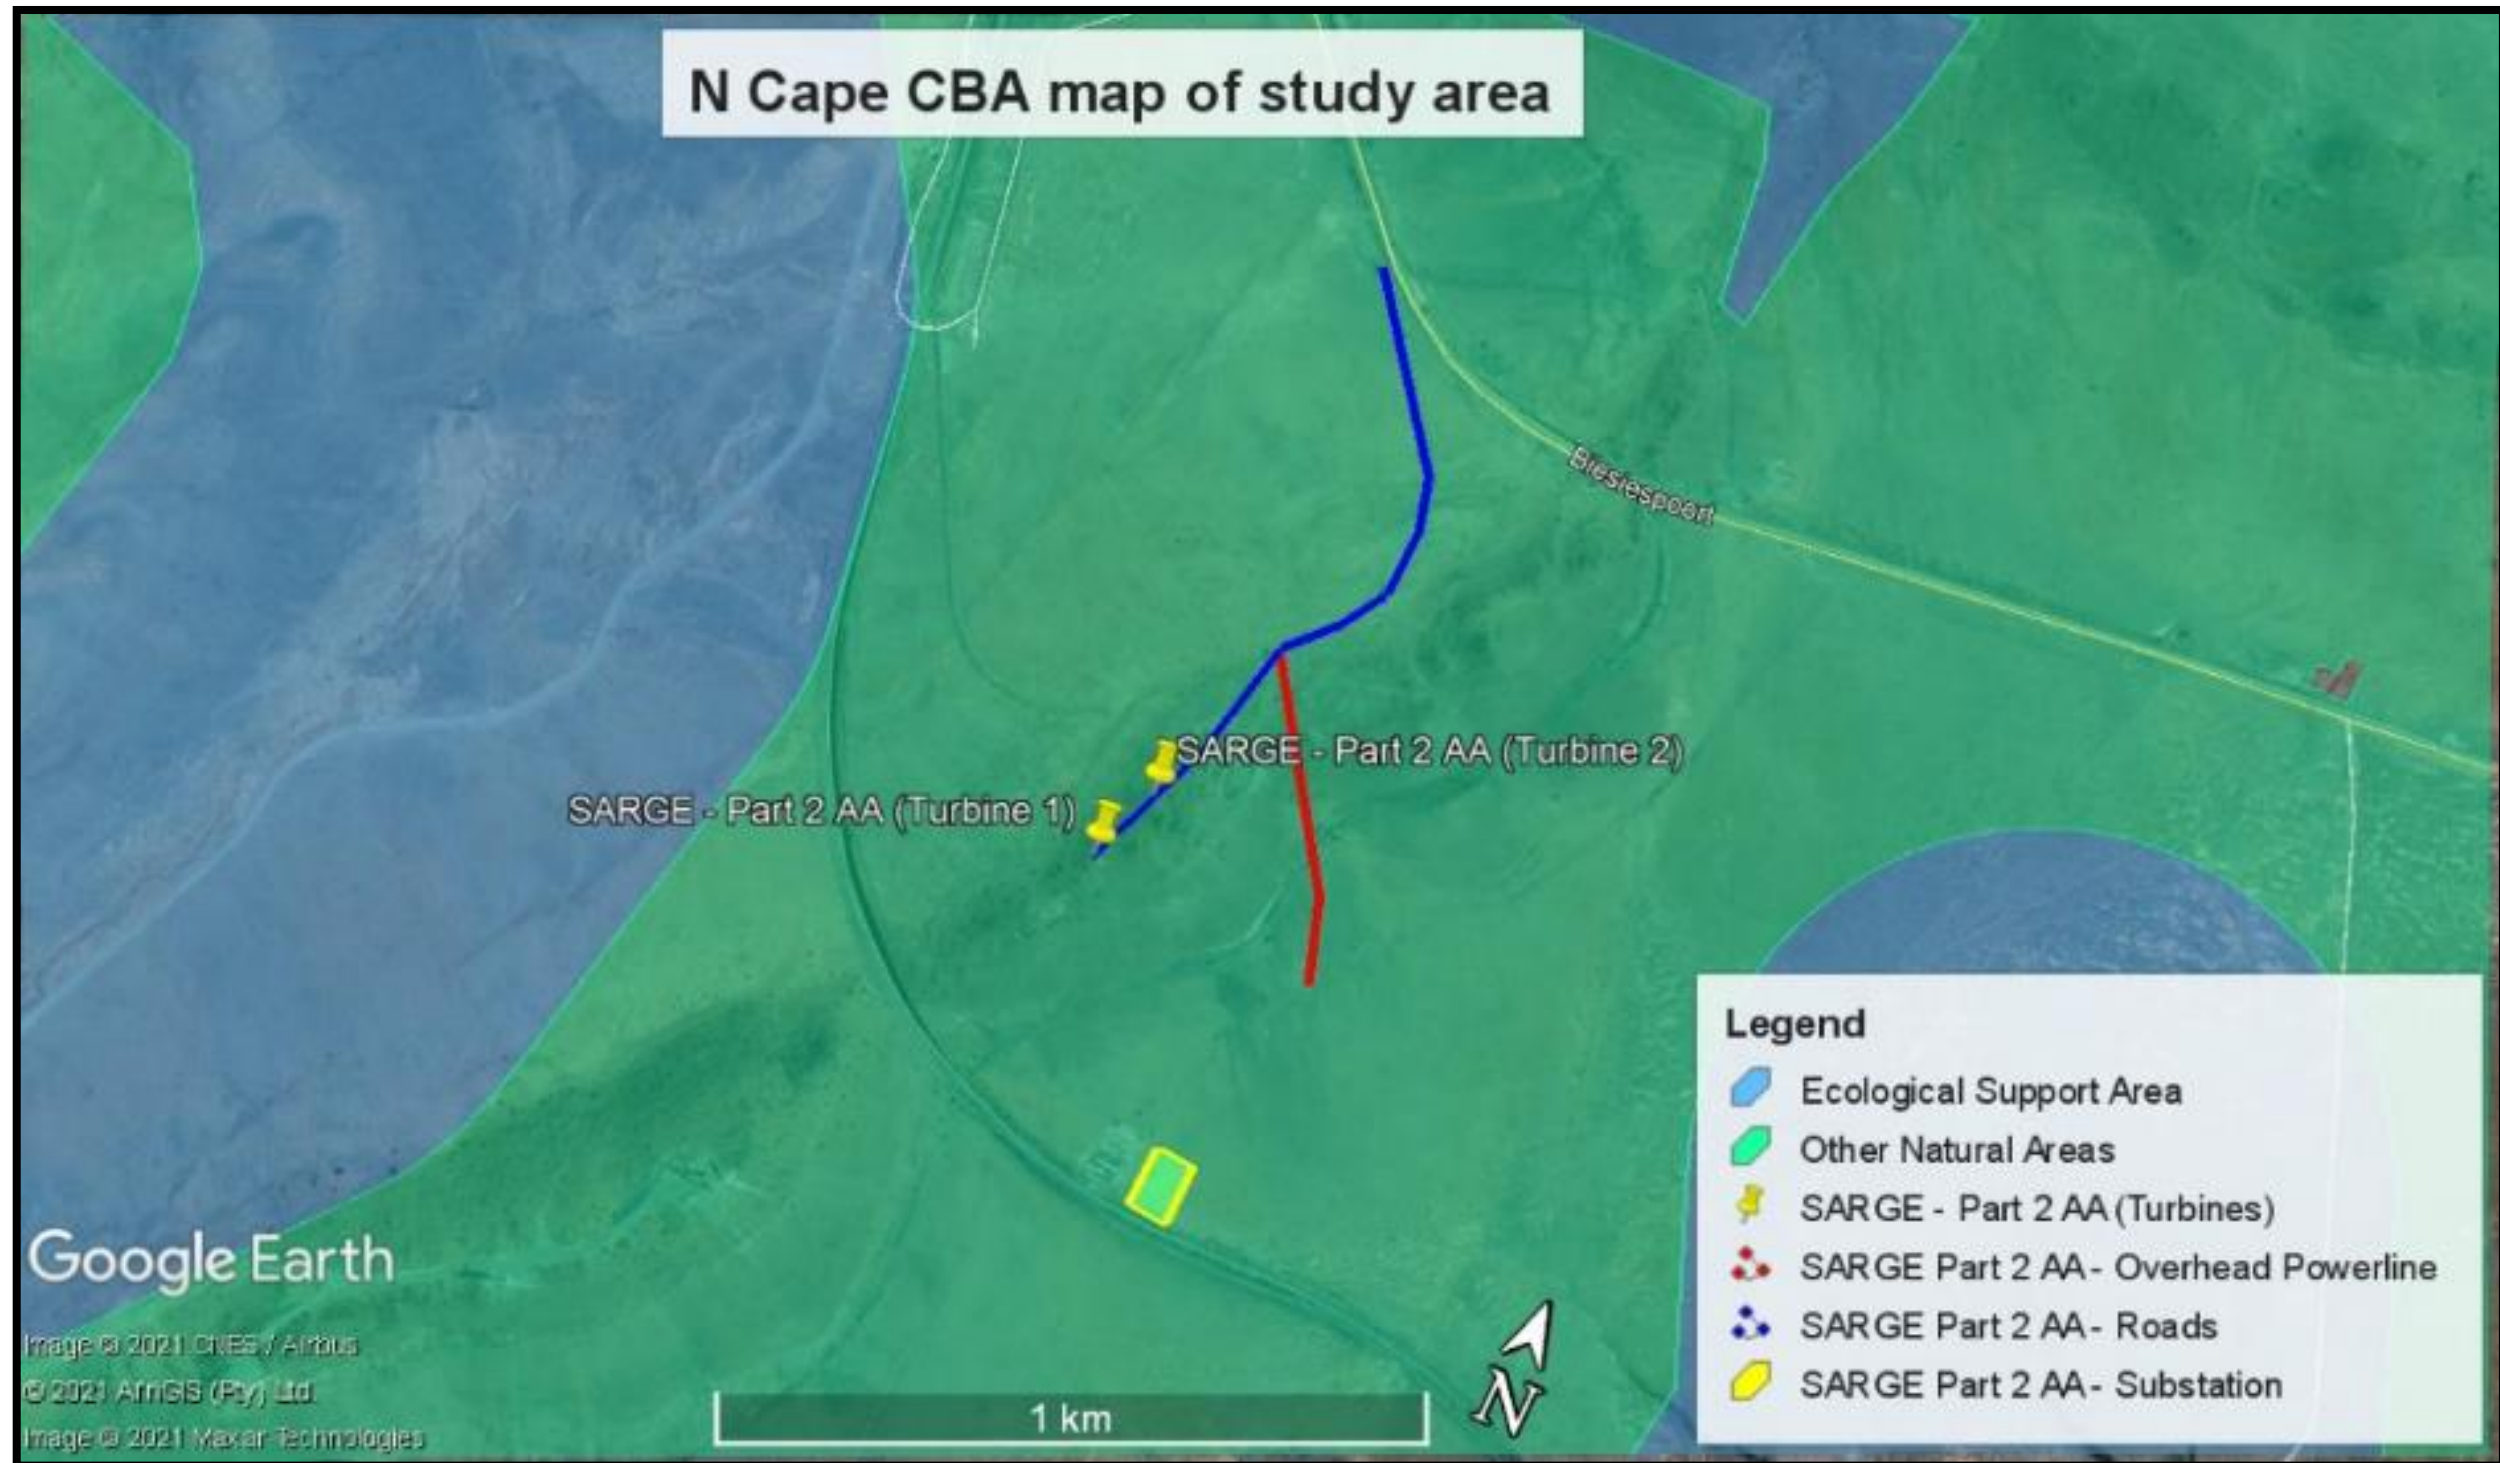 N Cape CBA map of study area
Biesiespoort
SARGE - Part 2 AA (Turbine 2)
SARGE - Part 2 AA (Turbine 1)
Legend
Ecological Support Area
Other Natural Areas
SARGE - Part 2 AA (Turbines)
SARGE Part 2 AA - Overhead Powerline
SARGE Part 2 AA - Roads
SARGE Part 2 AA - Substation
Google Earth
Image © 2021 CNES / Airbus
© 2021 AfriGIS (Pty) Ltd.
Image © 2021 Maxar Technologies
1 km
N